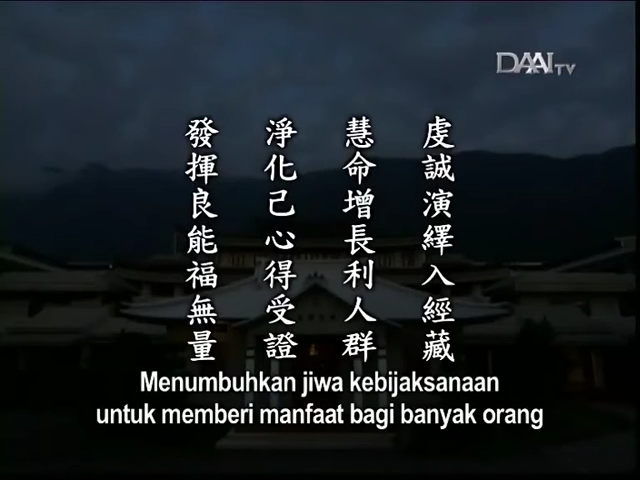 DAAI TV
虔誠演繹入經藏
慧命增長利人群
淨化己心得受證
發揮良能福無量
Menumbuhkan jiwa kebijaksanaan
untuk memberi manfaat bagi banyak orang